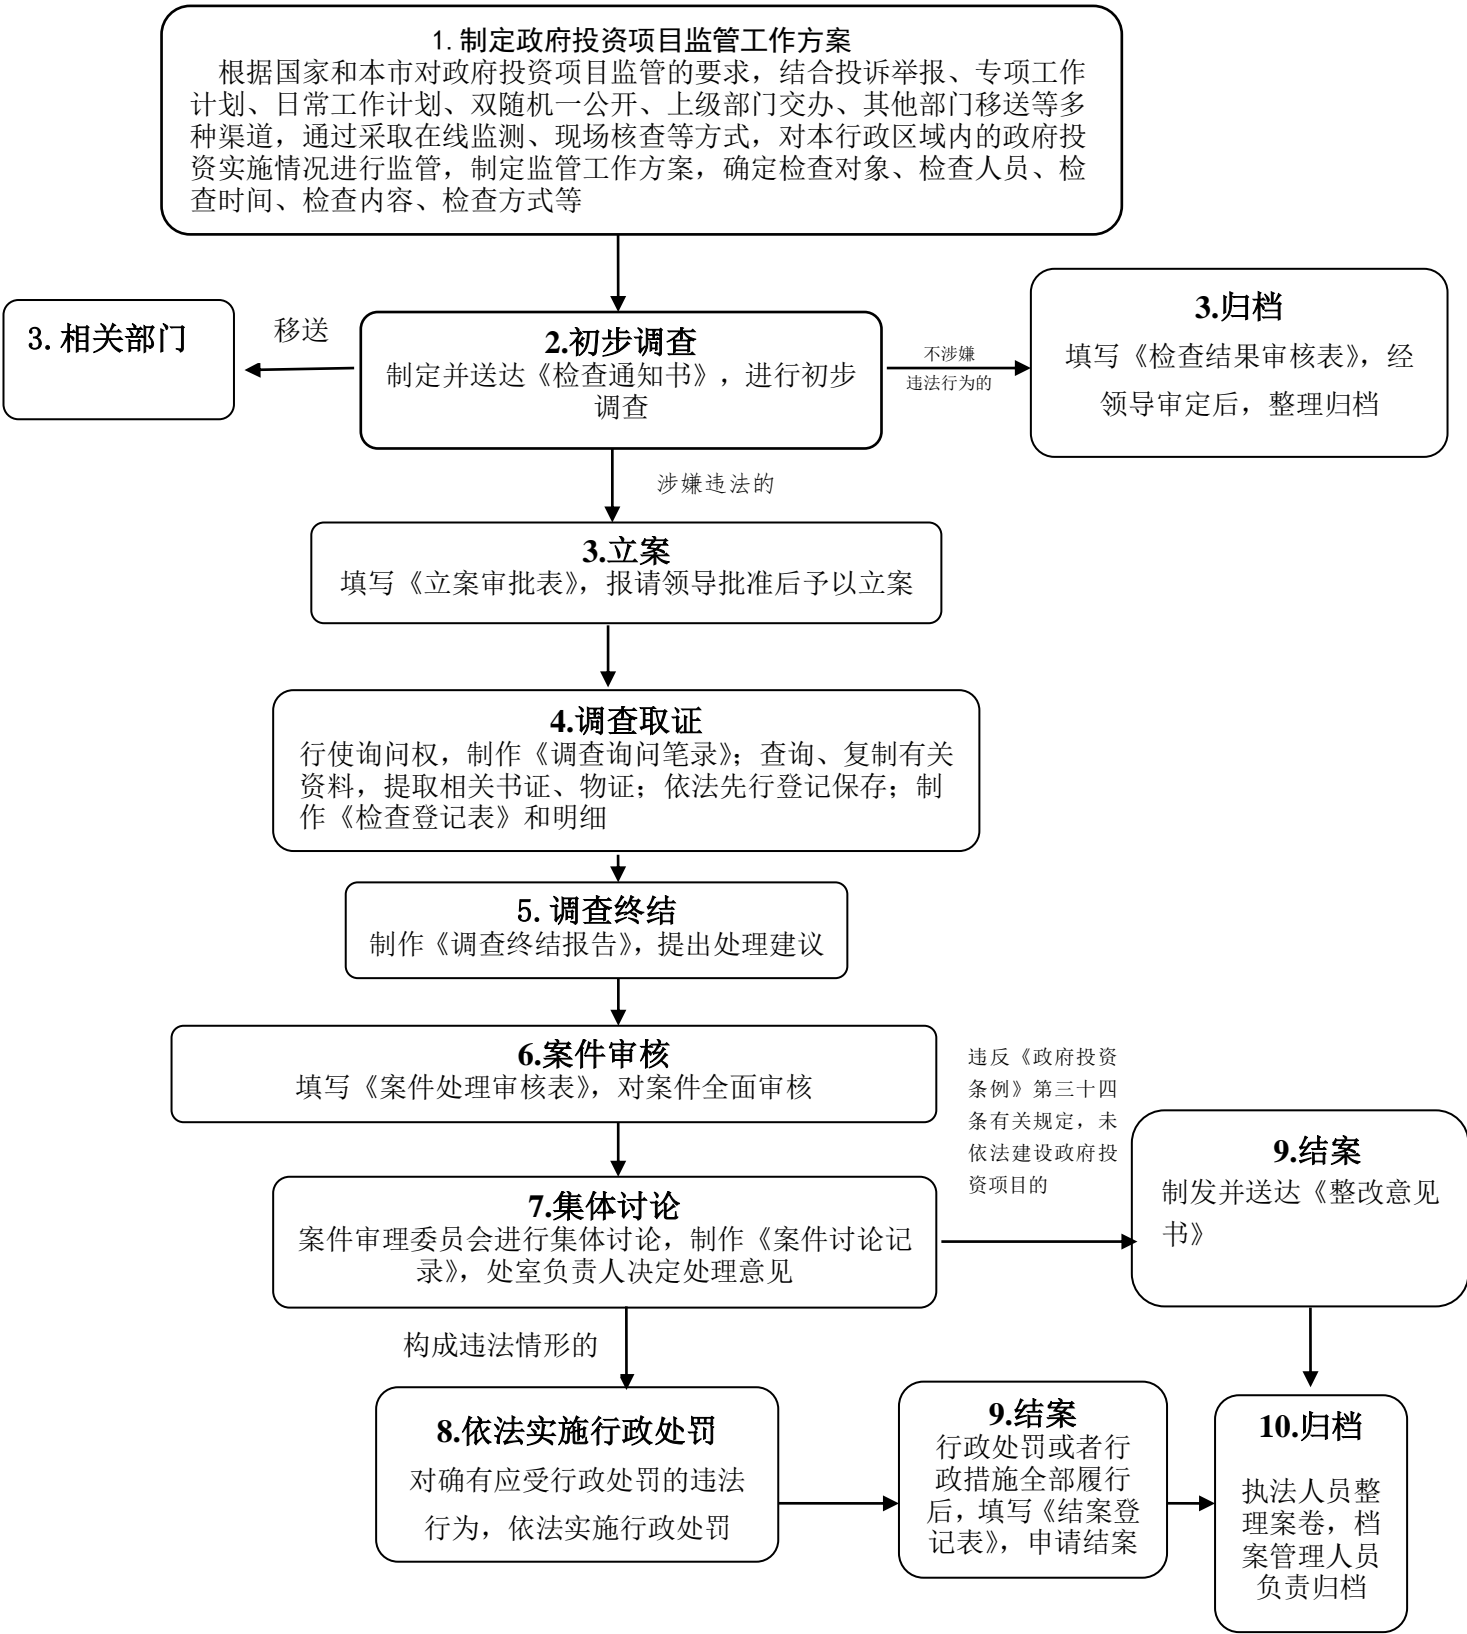 1.制定政府投资项目监管工作方案
根据国家和本市对政府投资项目监管的要求，结合投诉举报、专项工作
计划、日常工作计划、双随机一公开、上级部门交办、其他部门移送等多
种渠道，通过采取在线监测、现场核查等方式，对本行政区域内的政府投
资实施情况进行监管，制定监管工作方案，确定检查对象、检查人员、检
查时间、检查内容、检查方式等
3.相关部门
移送
2.初步调查
制定并送达《检查通知书》，进行初步
调查
不涉嫌
违法行为的
3.归档
填写《检查结果审核表》，经
领导审定后，整理归档
涉嫌违法的
3.立案
填写《立案审批表》，报请领导批准后予以立案
4.调查取证
行使询问权，制作《调查询问笔录》；查询、复制有关
资料，提取相关书证、物证；依法先行登记保存；制
作《检查登记表》和明细
5.调查终结
制作《调查终结报告》，提出处理建议
6.案件审核
填写《案件处理审核表》，对案件全面审核
违反《政府投资
条例》第三十四
条有关规定，未
依法建设政府投
资项目的
7.集体讨论
案件审理委员会进行集体讨论，制作《案件讨论记
录》，处室负责人决定处理意见
9.结案
制发并送达《整改意见
书》
构成违法情形的
8.依法实施行政处罚
对确有应受行政处罚的违法
行为，依法实施行政处罚
9.结案
行政处罚或者行
政措施全部履行
后，填写《结案登
记表》，申请结案
10.归档
执法人员整
理案卷，档
案管理人员
负责归档